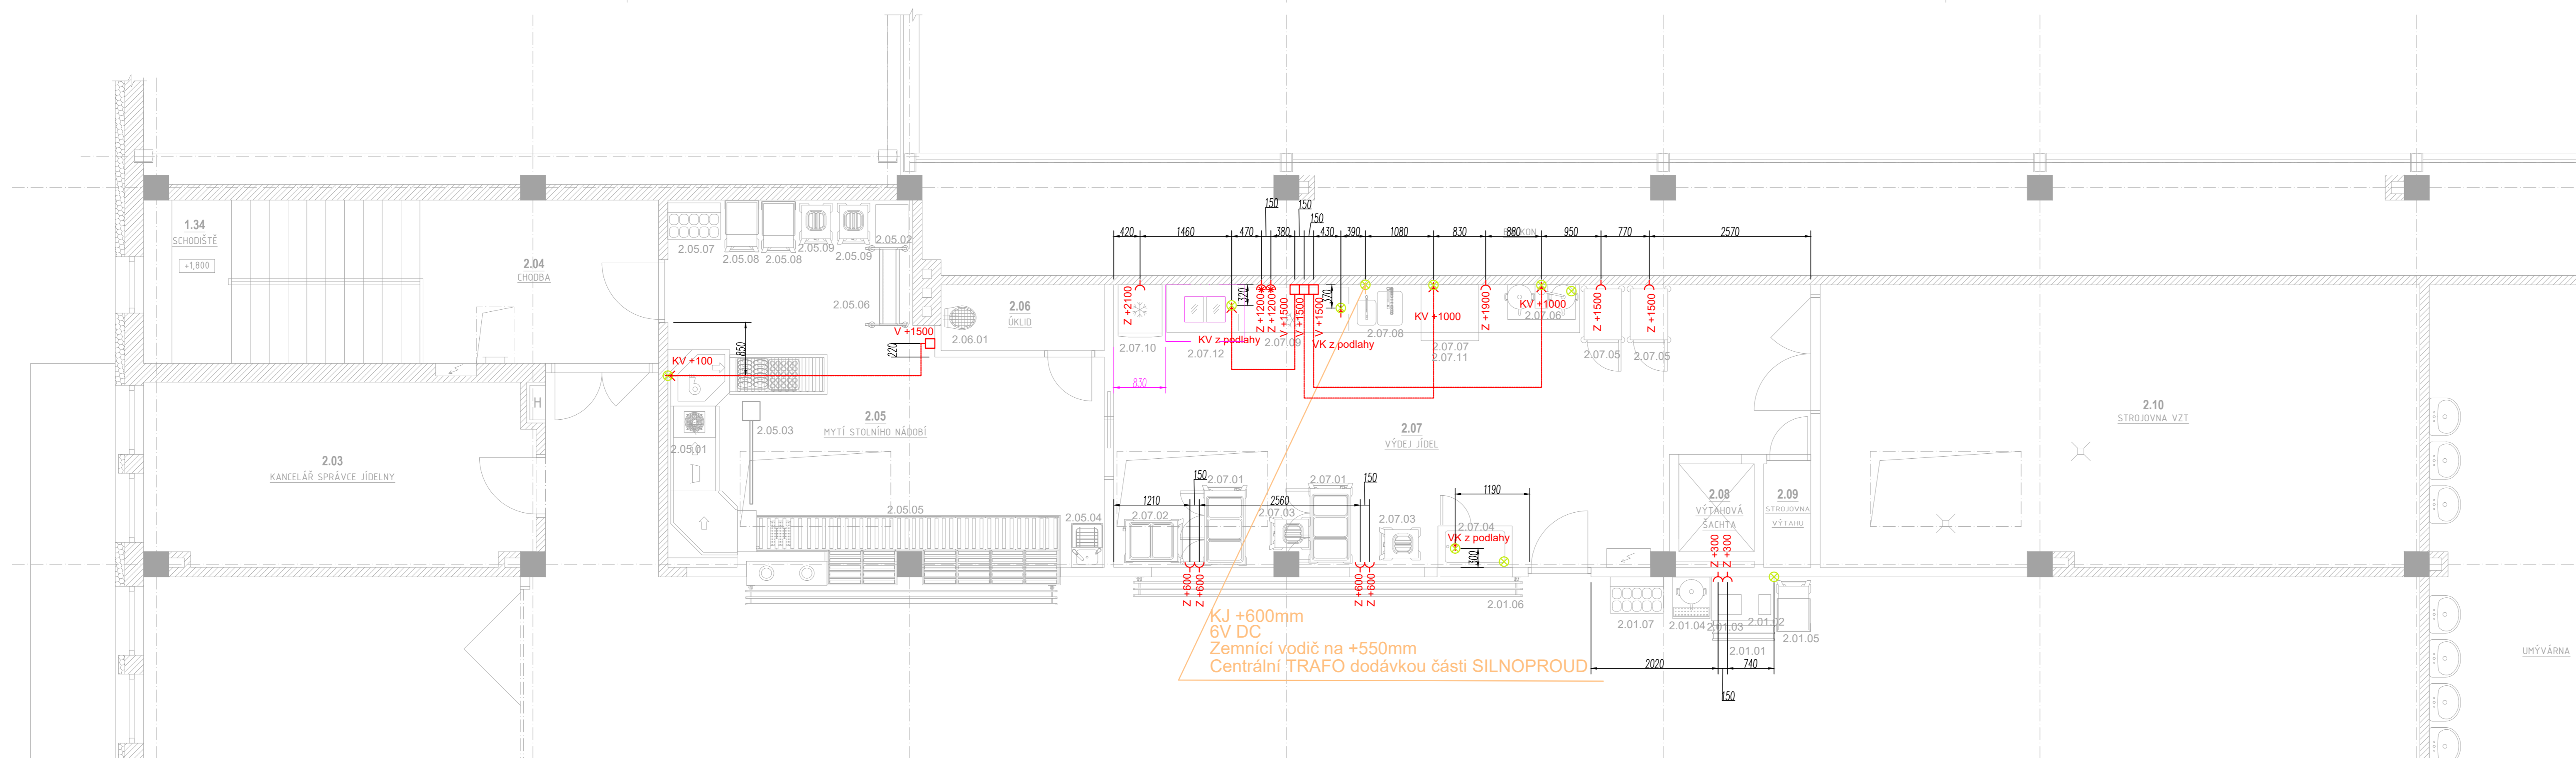 1.34
SCHODIŠTĚ
+1,800
2.04
CHODBA
2.03
KANCELÁŘ SPRÁVCE JÍDELNY
H
2.05.07
2.05.08
2.05.08
2.05.09
2.05.09
2.05.02
2.05.06
V +1500
220
850
KV +100
2.05.01
2.05.03
2.05
MYTÍ STOLNÍHO NÁDOBÍ
2.05.05
2.05.04
2.06
ÚKLID
2.06.01
150
150
150
420
1460
470
380
430
390
1080
830
880
950
770
2570
Z +2100
320
Z +1200
Z +1200
V +1500
V +1500
V +1500
370
KV +1000
Z +1900
KV +1000
Z +1500
Z +1500
2.07.10
2.07.12
KV z podlahy
2.07.09
VK z podlahy
2.07.08
2.07.07
2.07.11
2.07.06
2.07.05
2.07.05
830
2.07
VÝDEJ JÍDEL
150
150
1210
2560
1190
2.07.02
2.07.01
2.07.03
2.07.01
2.07.03
2.07.04
VK z podlahy
300
Z +600
Z +600
Z +600
Z +600
2.01.06
KJ +600mm
6V DC
Zemnící vodič na +550mm
Centrální TRAFO dodávkou části SILNOPROUD
2.08
VÝTAHOVÁ
ŠACHTA
2.09
STROJOVNA
VÝTAHU
Z +300
Z +300
2.01.07
2.01.04
2.01.03
2.01.02
2.01.05
2.01.01
2020
740
150
2.10
STROJOVNA VZT
UMÝVÁRNA